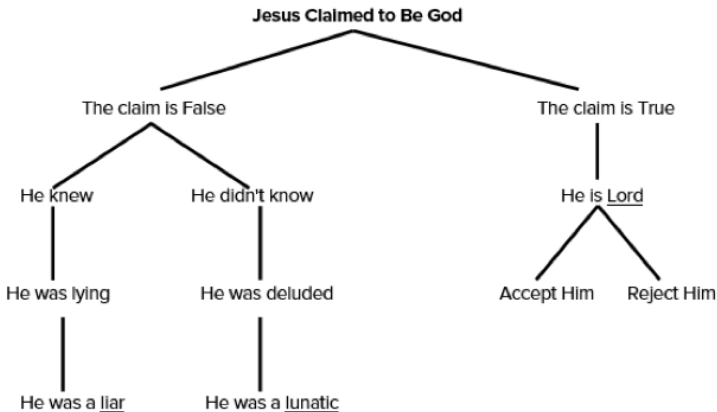 Jesus Claimed to Be God
The claim is False
The claim is True
He knew
He didn't know
He is Lord
He was lying
He was deluded
Accept Him
Reject Him
He was a liar
He was a lunatic